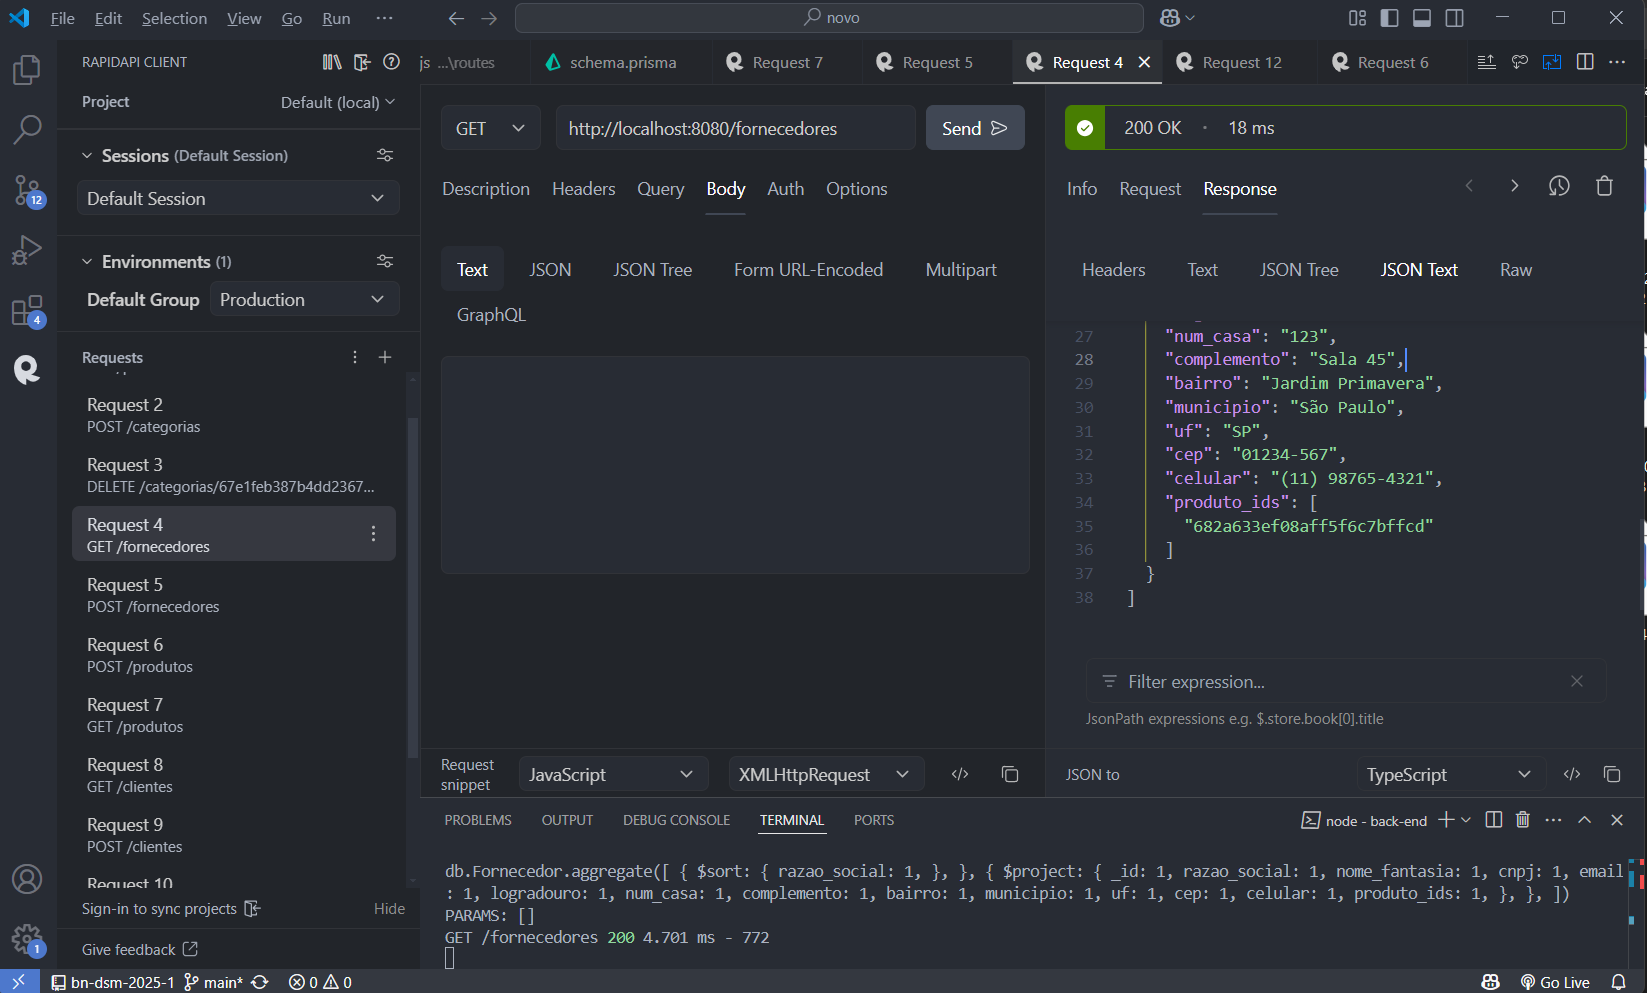 File Edit Selection View Go Run ···
novo
RAPIDAPI CLIENT
Project Default (local)
Sessions (Default Session)
Default Session
Environments (1)
Default Group Production
Requests
Request 2
POST /categorias
Request 3
DELETE /categorias/67e1feb387b4dd2367...
Request 4
GET /fornecedores
Request 5
POST /fornecedores
Request 6
POST /produtos
Request 7
GET /produtos
Request 8
GET /clientes
Request 9
POST /clientes
Request 10
Sign-in to sync projects Hide
Give feedback
12
4
1
js ...\routes schema.prisma Request 7 Request 5 Request 4 Request 12 Request 6
GET http://localhost:8080/fornecedores Send
Description Headers Query Body Auth Options
Text JSON JSON Tree Form URL-Encoded Multipart
GraphQL
Request snippet JavaScript XMLHttpRequest
200 OK · 18 ms
Info Request Response
Headers Text JSON Tree JSON Text Raw
27 "num_casa": "123",
28 "complemento": "Sala 45",
29 "bairro": "Jardim Primavera",
30 "municipio": "São Paulo",
31 "uf": "SP",
32 "cep": "01234-567",
33 "celular": "(11) 98765-4321",
34 "produto_ids": [
35 "682a633ef08aff5f6c7bffcd"
36 ]
37 }
38 ]
Filter expression...
JsonPath expressions e.g. $.store.book[0].title
JSON to TypeScript
PROBLEMS OUTPUT DEBUG CONSOLE TERMINAL PORTS node - back-end
db.Fornecedor.aggregate([ { $sort: { razao_social: 1, }, }, { $project: { _id: 1, razao_social: 1, nome_fantasia: 1, cnpj: 1, email
: 1, logradouro: 1, num_casa: 1, complemento: 1, bairro: 1, municipio: 1, uf: 1, cep: 1, celular: 1, produto_ids: 1, }, }, ])
PARAMS: []
GET /fornecedores 200 4.701 ms - 772
bn-dsm-2025-1 main* 0 0 Go Live